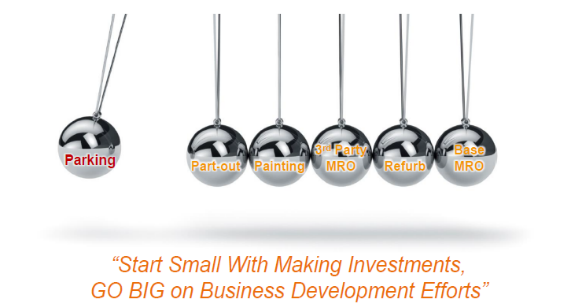 Parking
Part-out
Painting
3rd Party
MRO
Refurb
Base
MRO
“Start Small With Making Investments,
GO BIG on Business Development Efforts”